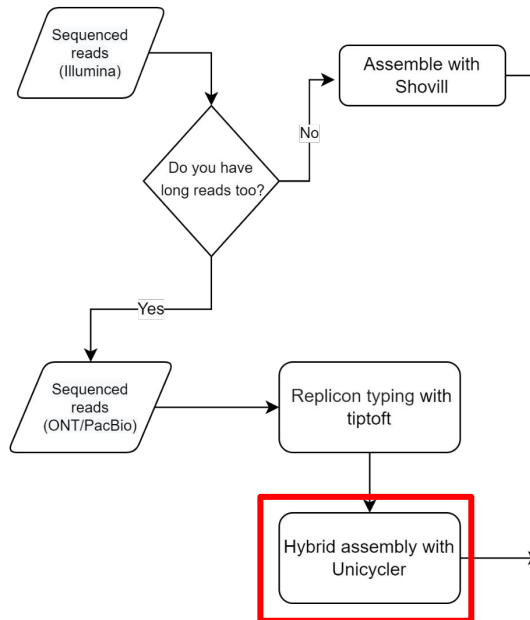 Sequenced
reads
(Illumina)
Assemble with
Shovill
No
Do you have
long reads too?
Yes
Sequenced
reads
(ONT/PacBio)
Replicon typing with
tiptoft
Hybrid assembly with
Unicycler